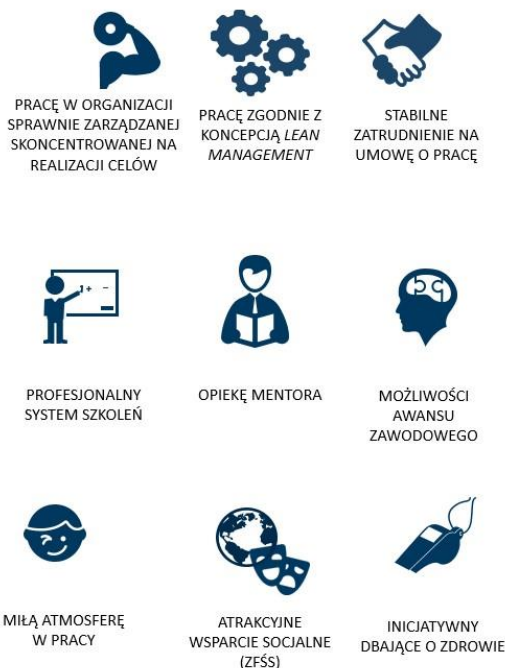 PRACĘ W ORGANIZACJI
SPRAWNIE ZARZĄDZANEJ
SKONCENTROWANEJ NA
REALIZACJI CELÓW
PRACĘ ZGODNIE Z
KONCEPCJĄ LEAN
MANAGEMENT
STABILNE
ZATRUDNIENIE NA
UMOWĘ O PRACĘ
1+ −
PROFESJONALNY
SYSTEM SZKOLEŃ
OPIEKĘ MENTORA
MOŻLIWOŚCI
AWANSU
ZAWODOWEGO
MIŁĄ ATMOSFERĘ
W PRACY
ATRAKCYJNE
WSPARCIE SOCJALNE
(ZFŚS)
INICJATYWNY
DBAJĄCE O ZDROWIE